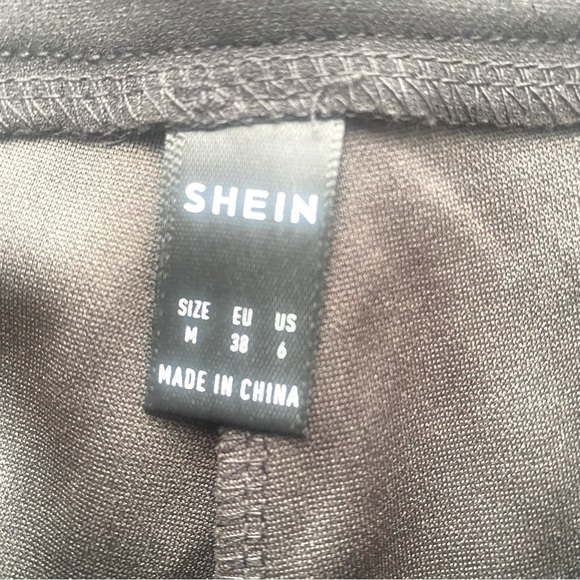 SHEIN
SIZE EU US
M 38 6
MADE IN CHINA